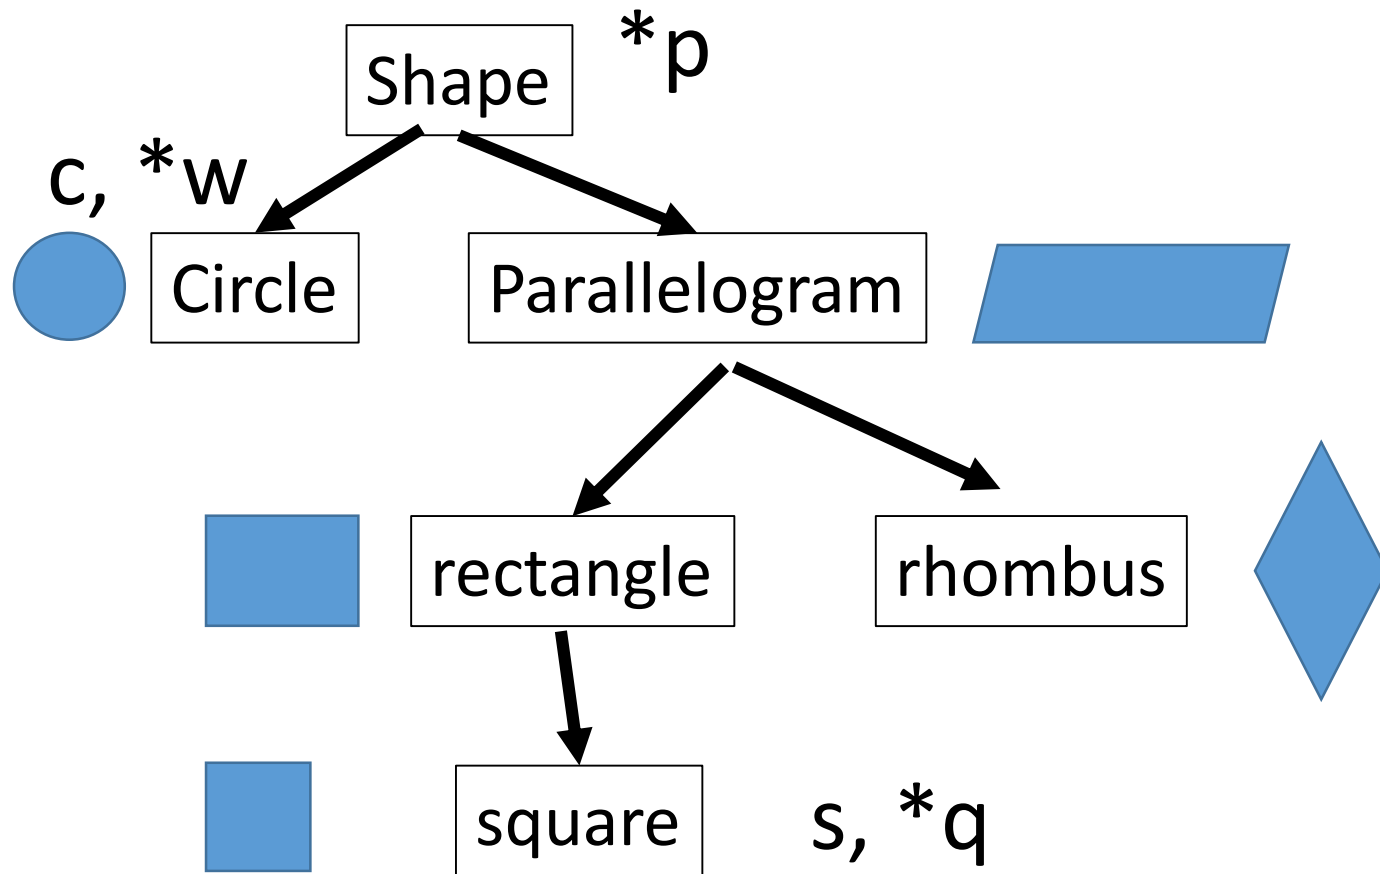 Shape
*p
c, *w
Circle
Parallelogram
rectangle
rhombus
square
s, *q